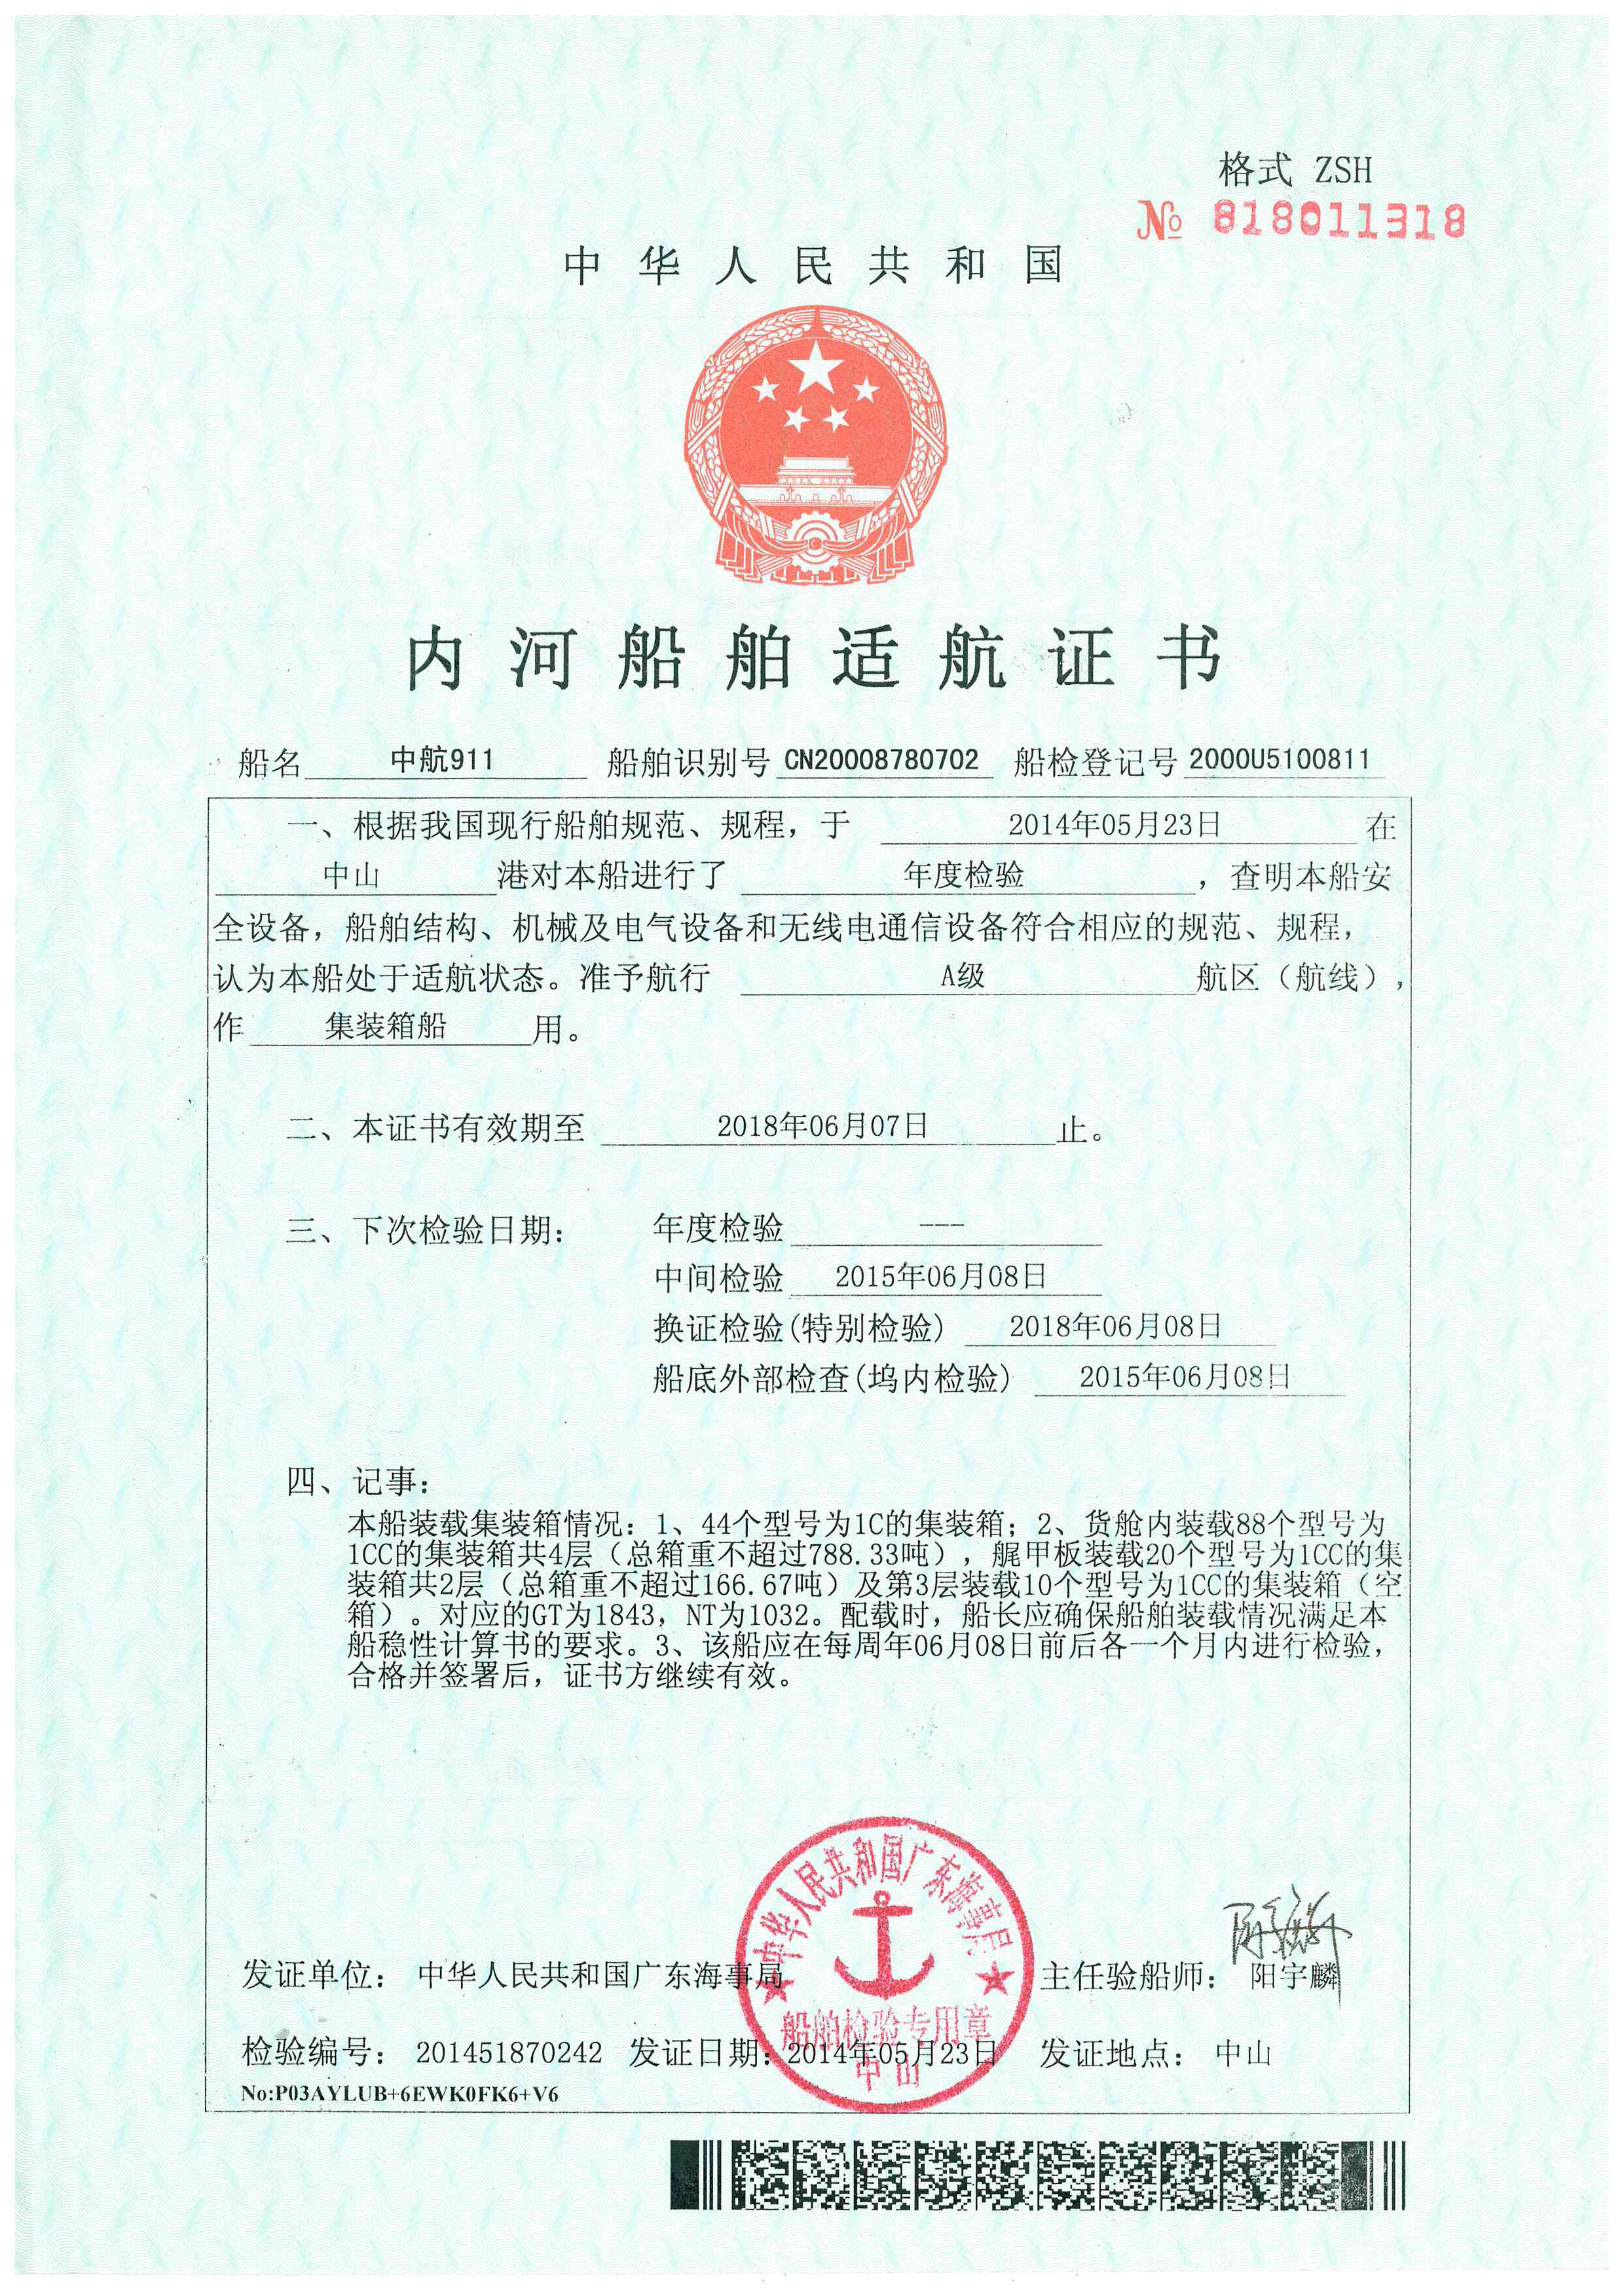 格式 ZSH
№ 818011318
中华人民共和国
内河船舶适航证书
船名 中航911 船舶识别号 CN20008780702 船检登记号 2000U5100811
一、根据我国现行船舶规范、规程，于 2014年05月23日 在
中山 港对本船进行了 年度检验 ，查明本船安
全设备，船舶结构、机械及电气设备和无线电通信设备符合相应的规范、规程，
认为本船处于适航状态。准予航行 A级 航区（航线），
作 集装箱船 用。
二、本证书有效期至 2018年06月07日 止。
三、下次检验日期： 年度检验 ---
中间检验 2015年06月08日
换证检验(特别检验) 2018年06月08日
船底外部检查(坞内检验) 2015年06月08日
四、记事：
本船装载集装箱情况：1、44个型号为1C的集装箱；2、货舱内装载88个型号为
1CC的集装箱共4层（总箱重不超过788.33吨），艉甲板装载20个型号为1CC的集
装箱共2层（总箱重不超过166.67吨）及第3层装载10个型号为1CC的集装箱（空
箱）。对应的GT为1843，NT为1032。配载时，船长应确保船舶装载情况满足本
船稳性计算书的要求。3、该船应在每周年06月08日前后各一个月内进行检验，
合格并签署后，证书方继续有效。
中华人民共和国广东海事局
船舶检验专用章
中山
发证单位： 中华人民共和国广东海事局 主任验船师： 阳宇麟
检验编号： 201451870242 发证日期：2014年05月23日 发证地点： 中山
No:P03AYLUB+6EWK0FK6+V6